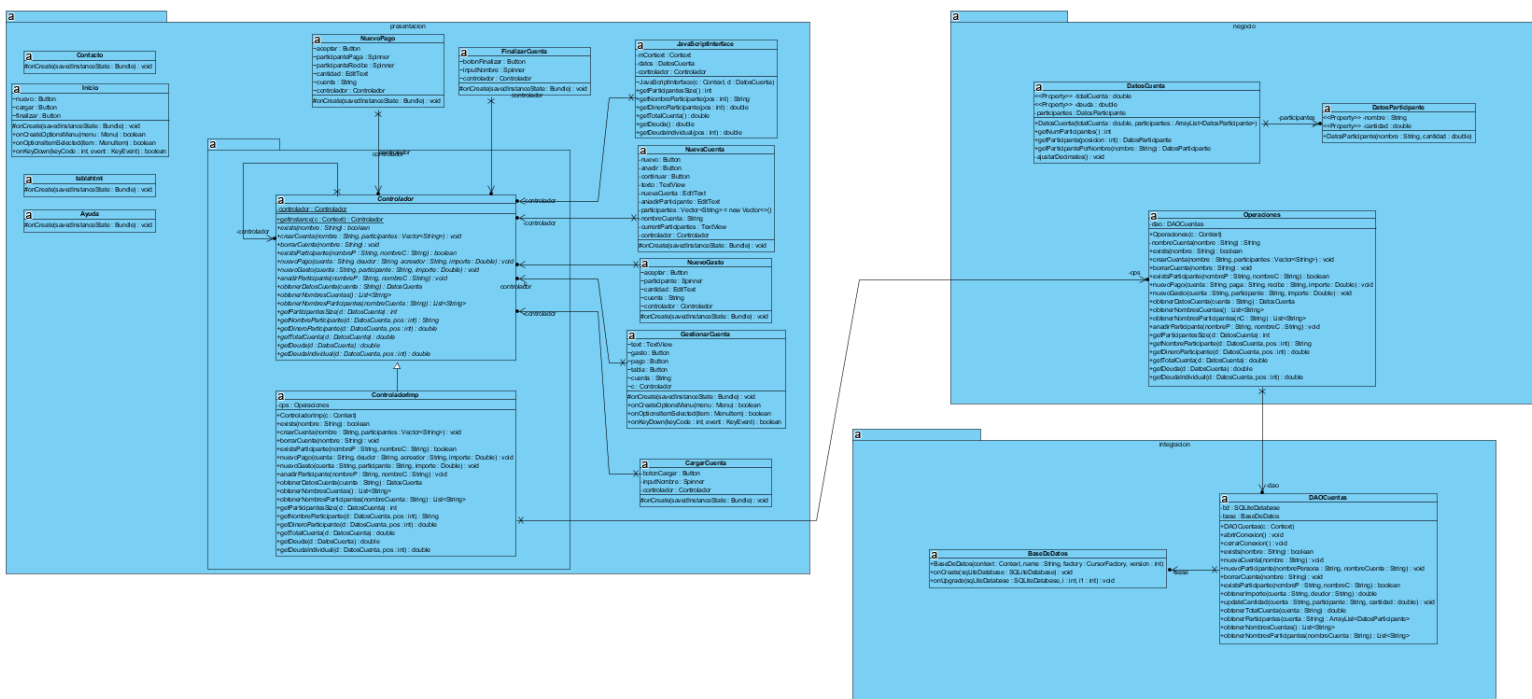 presentacion
Contacto
#onCreate(savedInstanceState : Bundle) : void
Inicio
-nuevo : Button
-cargar : Button
-finalizar : Button
#onCreate(savedInstanceState : Bundle) : void
+onCreateOptionsMenu(menu : Menu) : boolean
+onOptionsItemSelected(item : MenuItem) : boolean
+onKeyDown(keyCode : int, event : KeyEvent) : boolean
tablahtml
#onCreate(savedInstanceState : Bundle) : void
Ayuda
#onCreate(savedInstanceState : Bundle) : void
NuevoPago
-aceptar : Button
-participantePaga : Spinner
-participanteRecibe : Spinner
-cantidad : EditText
-cuenta : String
-controlador : Controlador
#onCreate(savedInstanceState : Bundle) : void
FinalizarCuenta
-botonFinalizar : Button
-inputNombre : Spinner
-controlador : Controlador
#onCreate(savedInstanceState : Bundle) : void
JavaScriptInterface
-mContext : Context
-datos : DatosCuenta
-controlador : Controlador
~JavaScriptInterface(c : Context, d : DatosCuenta)
+getParticipantesSize() : int
+getNombreParticipante(pos : int) : String
+getDineroParticipante(pos : int) : double
+getTotalCuenta() : double
+getDeuda() : double
+getDeudaIndividual(pos : int) : double
Controlador
-controlador : Controlador
+getInstance(c : Context) : Controlador
+exists(nombre : String) : boolean
+crearCuenta(nombre : String, participantes : Vector<String>) : void
+borrarCuenta(nombre : String) : void
+existsParticipante(nombreP : String, nombreC : String) : boolean
+nuevoPago(cuenta : String, deudor : String, acreedor : String, importe : Double) : void
+nuevoGasto(cuenta : String, participante : String, importe : Double) : void
+anadirParticipante(nombreP : String, nombreC : String) : void
+obtenerDatosCuenta(cuenta : String) : DatosCuenta
+obtenerNombresCuentas() : List<String>
+obtenerNombresParticipantes(nombreCuenta : String) : List<String>
+getParticipantesSize(d : DatosCuenta) : int
+getNombreParticipante(d : DatosCuenta, pos : int) : String
+getDineroParticipante(d : DatosCuenta, pos : int) : double
+getTotalCuenta(d : DatosCuenta) : double
+getDeuda(d : DatosCuenta) : double
+getDeudaIndividual(d : DatosCuenta, pos : int) : double
-controlador
-controlador
-controlador
-controlador
-controlador
-controlador
-controlador
NuevaCuenta
-nuevo : Button
-anadir : Button
-continuar : Button
-texto : TextView
-nuevaCuenta : EditText
-aniadirParticipante : EditText
-participantes : Vector<String> = new Vector<>()
-nombreCuenta : String
-currentPartipantes : TextView
-controlador : Controlador
#onCreate(savedInstanceState : Bundle) : void
NuevoGasto
-aceptar : Button
-participante : Spinner
-cantidad : EditText
-cuenta : String
-controlador : Controlador
#onCreate(savedInstanceState : Bundle) : void
GestionarCuenta
-text : TextView
-gasto : Button
-pago : Button
-tabla : Button
-cuenta : String
-c : Controlador
#onCreate(savedInstanceState : Bundle) : void
+onCreateOptionsMenu(menu : Menu) : boolean
+onOptionsItemSelected(item : MenuItem) : boolean
+onKeyDown(keyCode : int, event : KeyEvent) : boolean
CargarCuenta
-botonCargar : Button
-inputNombre : Spinner
-controlador : Controlador
#onCreate(savedInstanceState : Bundle) : void
ControladorImp
-ops : Operaciones
+ControladorImp(c : Context)
+exists(nombre : String) : boolean
+crearCuenta(nombre : String, participantes : Vector<String>) : void
+borrarCuenta(nombre : String) : void
+existsParticipante(nombreP : String, nombreC : String) : boolean
+nuevoPago(cuenta : String, deudor : String, acreedor : String, importe : Double) : void
+nuevoGasto(cuenta : String, participante : String, importe : Double) : void
+anadirParticipante(nombreP : String, nombreC : String) : void
+obtenerDatosCuenta(cuenta : String) : DatosCuenta
+obtenerNombresCuentas() : List<String>
+obtenerNombresParticipantes(nombreCuenta : String) : List<String>
+getParticipantesSize(d : DatosCuenta) : int
+getNombreParticipante(d : DatosCuenta, pos : int) : String
+getDineroParticipante(d : DatosCuenta, pos : int) : double
+getTotalCuenta(d : DatosCuenta) : double
+getDeuda(d : DatosCuenta) : double
+getDeudaIndividual(d : DatosCuenta, pos : int) : double
negocio
DatosCuenta
<<Property>> -totalCuenta : double
<<Property>> -deuda : double
-participantes : DatosParticipante
+DatosCuenta(totalCuenta : double, participantes : ArrayList<DatosParticipante>)
+getNumParticipantes() : int
+getParticipante(posicion : int) : DatosParticipante
+getParticipantePorNombre(nombre : String) : DatosParticipante
-ajustarDecimales() : void
-participantes
DatosParticipante
<<Property>> -nombre : String
<<Property>> -cantidad : double
+DatosParticipante(nombre : String, cantidad : double)
-ops
Operaciones
-dao : DAOCuentas
+Operaciones(c : Context)
-nombreCuenta(nombre : String) : String
+exists(nombre : String) : boolean
+crearCuenta(nombre : String, participantes : Vector<String>) : void
+borrarCuenta(nombre : String) : void
+existsParticipante(nombreP : String, nombreC : String) : boolean
+nuevoPago(cuenta : String, paga : String, recibe : String, importe : Double) : void
+nuevoGasto(cuenta : String, participante : String, importe : Double) : void
+obtenerDatosCuenta(cuenta : String) : DatosCuenta
+obtenerNombresCuentas() : List<String>
+obtenerNombresParticipantes(nC : String) : List<String>
+anadirParticipante(nombreP : String, nombreC : String) : void
+getParticipantesSize(d : DatosCuenta) : int
+getNombreParticipante(d : DatosCuenta, pos : int) : String
+getDineroParticipante(d : DatosCuenta, pos : int) : double
+getTotalCuenta(d : DatosCuenta) : double
+getDeuda(d : DatosCuenta) : double
+getDeudaIndividual(d : DatosCuenta, pos : int) : double
integracion
-dao
DAOCuentas
-bd : SQLiteDatabase
-base : BaseDeDatos
+DAOCuentas(c : Context)
+abrirConexion() : void
+cerrarConexion() : void
+exists(nombre : String) : boolean
+nuevaCuenta(nombre : String) : void
+nuevoParticipante(nombrePersona : String, nombreCuenta : String) : void
+borrarCuenta(nombre : String) : void
+existsParticipante(nombreP : String, nombreC : String) : boolean
+obtenerImporte(cuenta : String, deudor : String) : double
+updateCantidad(cuenta : String, participante : String, cantidad : double) : void
+obtenerTotalCuenta(cuenta : String) : double
+obtenerParticipantes(cuenta : String) : ArrayList<DatosParticipante>
+obtenerNombresCuentas() : List<String>
+obtenerNombresParticipantes(nombreCuenta : String) : List<String>
-base
BaseDeDatos
+BaseDeDatos(context : Context, name : String, factory : CursorFactory, version : int)
+onCreate(sqLiteDatabase : SQLiteDatabase) : void
+onUpgrade(sqLiteDatabase : SQLiteDatabase, i : int, i1 : int) : void